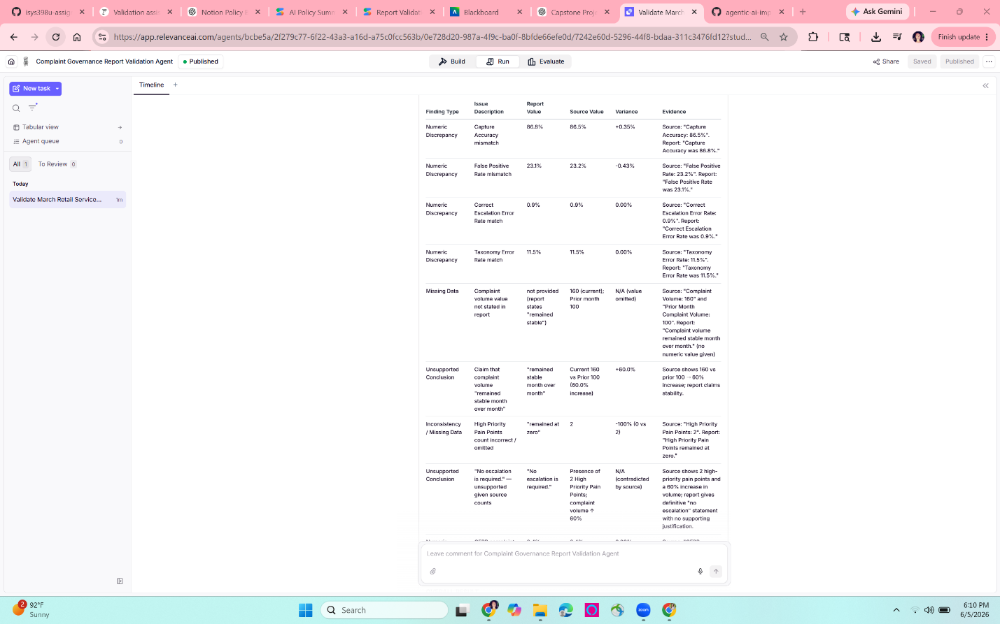 isys398u-assig
Validation assis
Notion Policy E
AI Policy Summ
Report Validati
Blackboard
Capstone Proje
Validate March
agentic-ai-imp
Ask Gemini
https://app.relevanceai.com/agents/bcbe5a/2f279c77-6f22-43a3-a16d-a75c0fcc563b/0e728d20-987a-4f9c-ba0f-8bfde66efe0d/7242e60d-5296-44f8-bdaa-311c3476fd12?stud...
Finish update
Complaint Governance Report Validation Agent
Published
Build
Run
Evaluate
Share
Saved
Published
New task
Timeline
Tabular view
Agent queue 0
All 1
To Review 0
Today
Validate March Retail Service... 1m
Finding Type
Issue
Description
Report
Value
Source Value
Variance
Evidence
Numeric
Discrepancy
Capture
Accuracy
mismatch
86.8%
86.5%
+0.35%
Source: "Capture
Accuracy: 86.5%".
Report: "Capture
Accuracy was 86.8%."
Numeric
Discrepancy
False Positive
Rate mismatch
23.1%
23.2%
-0.43%
Source: "False Positive
Rate: 23.2%". Report:
"False Positive Rate
was 23.1%."
Numeric
Discrepancy
Correct
Escalation Error
Rate match
0.9%
0.9%
0.00%
Source: "Correct
Escalation Error Rate:
0.9%". Report:
"Correct Escalation
Error Rate was 0.9%."
Numeric
Discrepancy
Taxonomy Error
Rate match
11.5%
11.5%
0.00%
Source: "Taxonomy
Error Rate: 11.5%".
Report: "Taxonomy
Error Rate was 11.5%."
Missing Data
Complaint
volume value
not stated in
report
not provided
(report
states
"remained
stable")
160 (current);
Prior month
100
N/A (value
omitted)
Source: "Complaint
Volume: 160" and
"Prior Month
Complaint Volume:
100". Report:
"Complaint volume
remained stable month
over month." (no
numeric value given)
Unsupported
Conclusion
Claim that
complaint
volume
"remained
stable month
over month"
"remained
stable
month over
month"
Current 160
vs Prior 100
(60.0%
increase)
+60.0%
Source shows 160 vs
prior 100 → 60%
increase; report claims
stability.
Inconsistency
/ Missing Data
High Priority
Pain Points
count incorrect /
omitted
"remained at
zero"
2
-100% (0 vs
2)
Source: "High Priority
Pain Points: 2". Report:
"High Priority Pain
Points remained at
zero."
Unsupported
Conclusion
"No escalation
is required." —
unsupported
given source
counts
"No
escalation is
required."
Presence of
2 High
Priority Pain
Points;
complaint
volume ↑
60%
N/A
(contradicted
by source)
Source shows 2 high-
priority pain points and
a 60% increase in
volume; report gives
definitive "no
escalation" statement
with no supporting
justification.
Leave comment for Complaint Governance Report Validation Agent
2
92°F
Sunny
Search
zoom
6:10 PM
6/5/2026